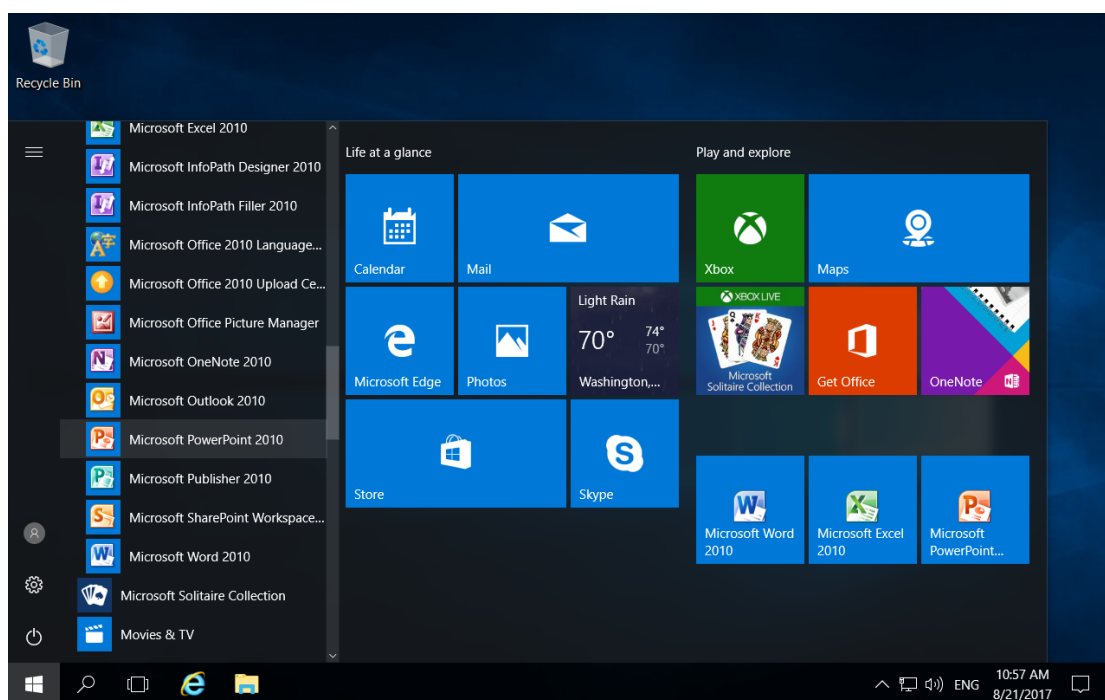 Recycle Bin
Microsoft Excel 2010
Microsoft InfoPath Designer 2010
Microsoft InfoPath Filler 2010
Microsoft Office 2010 Language...
Microsoft Office 2010 Upload Ce...
Microsoft Office Picture Manager
Microsoft OneNote 2010
Microsoft Outlook 2010
Microsoft PowerPoint 2010
Microsoft Publisher 2010
Microsoft SharePoint Workspace...
Microsoft Word 2010
Microsoft Solitaire Collection
Movies & TV
Life at a glance
Calendar
Mail
Microsoft Edge
Photos
Light Rain
70°
74°
70°
Washington,...
Store
Skype
Play and explore
Xbox
Maps
XBOX LIVE
Microsoft
Solitaire Collection
Get Office
OneNote
Microsoft Word
2010
Microsoft Excel
2010
Microsoft
PowerPoint...
ENG
10:57 AM
8/21/2017